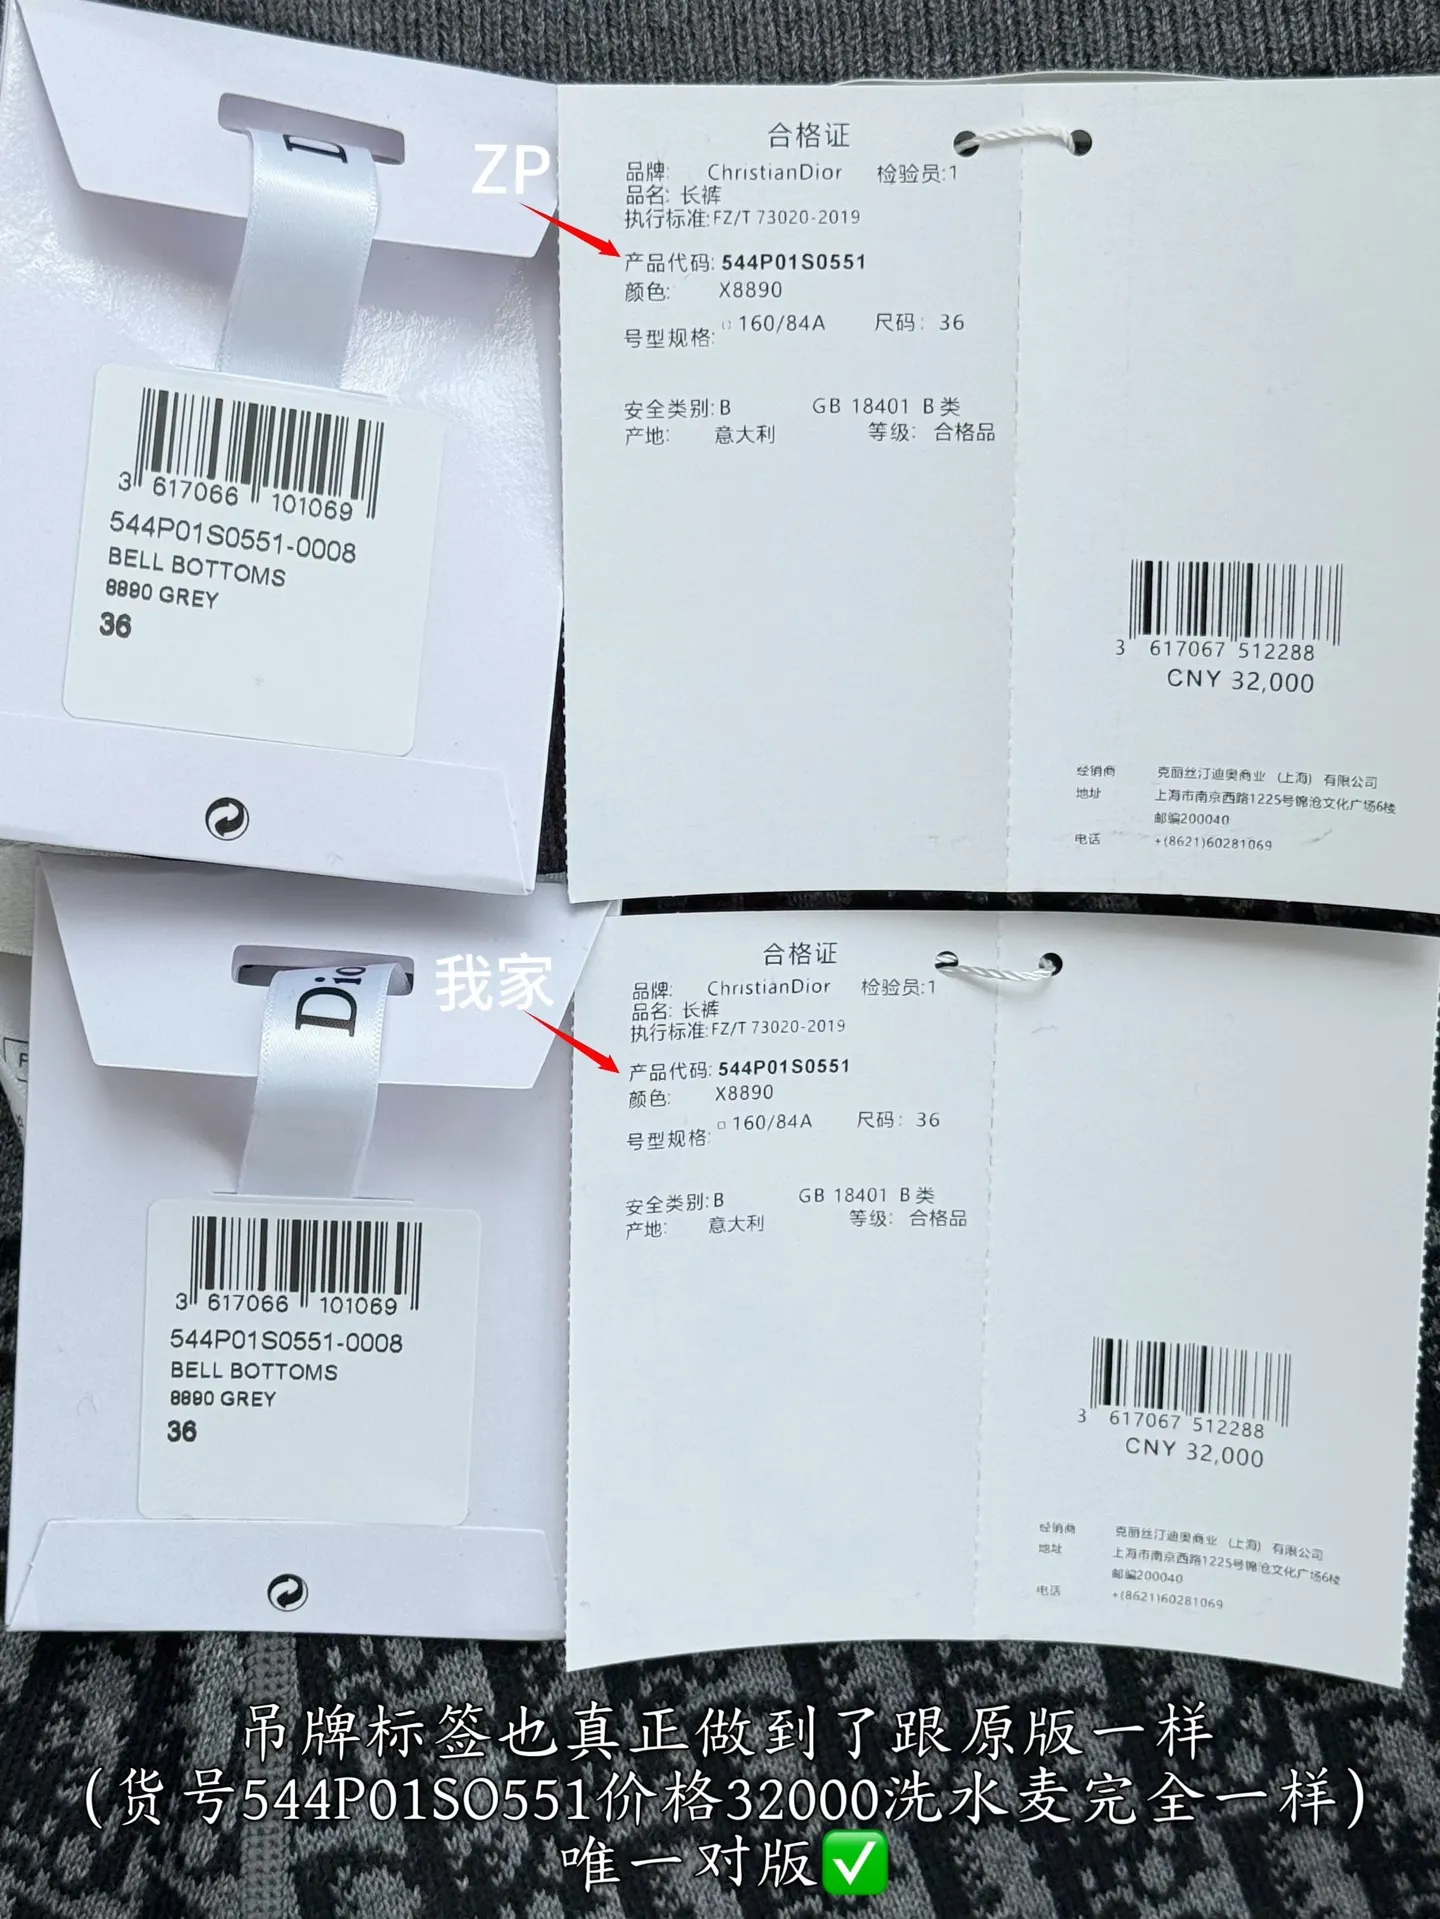 D
ZP
合格证
品牌: ChristianDior 检验员:1
品名: 长裤
执行标准:FZ/T 73020-2019
产品代码: 544P01S0551
颜色: X8890
号型规格: 160/84A 尺码: 36
安全类别: B GB 18401 B 类
产地: 意大利 等级: 合格品
3 617066 101069
544P01S0551-0008
BELL BOTTOMS
8890 GREY
36
3 617067 512288
CNY 32,000
经销商 克丽丝汀迪奥商业 (上海) 有限公司
地址 上海市南京西路1225号锦沧文化广场6楼
邮编200040
电话 +(8621)60281069
Dio
我家
合格证
品牌: ChristianDior 检验员:1
品名: 长裤
执行标准:FZ/T 73020-2019
产品代码: 544P01S0551
颜色: X8890
号型规格: 160/84A 尺码: 36
安全类别: B GB 18401 B 类
产地: 意大利 等级: 合格品
3 617066 101069
544P01S0551-0008
BELL BOTTOMS
8890 GREY
36
3 617067 512288
CNY 32,000
经销商 克丽丝汀迪奥商业 (上海) 有限公司
地址 上海市南京西路1225号锦沧文化广场6楼
邮编200040
电话 +(8621)60281069
吊牌标签也真正做到了跟原版一样
(货号544P01SO551价格32000洗水麦完全一样)
唯一对版✅